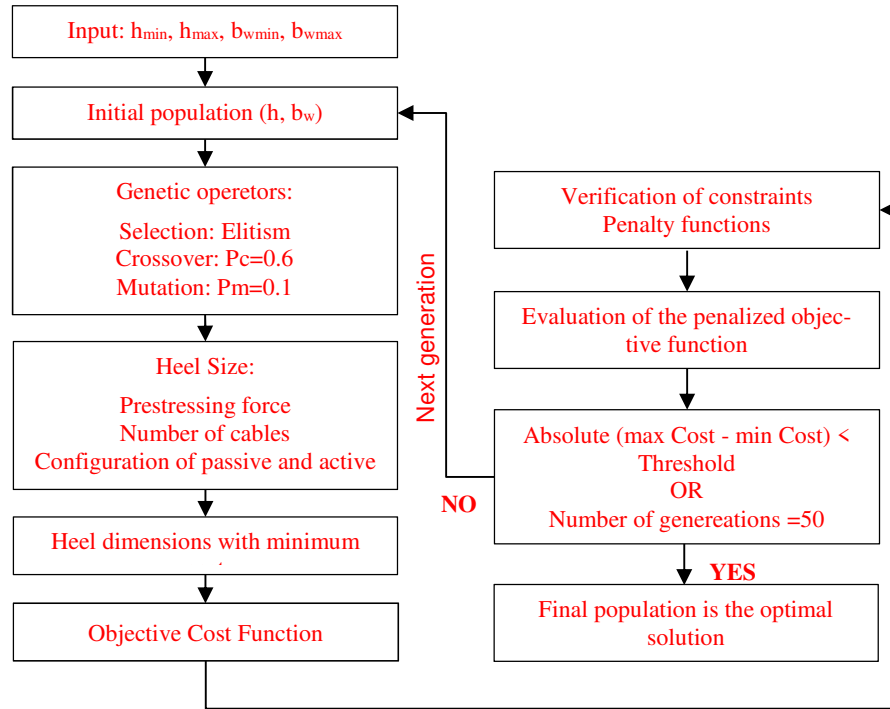 Input: hmin, hmax, bwmin, bwmax
Initial population (h, bw)
Genetic operetors:
Selection: Elitism
Crossover: Pc=0.6
Mutation: Pm=0.1
Heel Size:
Prestressing force
Number of cables
Configuration of passive and active
Heel dimensions with minimum
Objective Cost Function
Next generation
Verification of constraints
Penalty functions
Evaluation of the penalized objec-
tive function
Absolute (max Cost - min Cost) <
Threshold
OR
Number of genereations =50
NO
YES
Final population is the optimal
solution